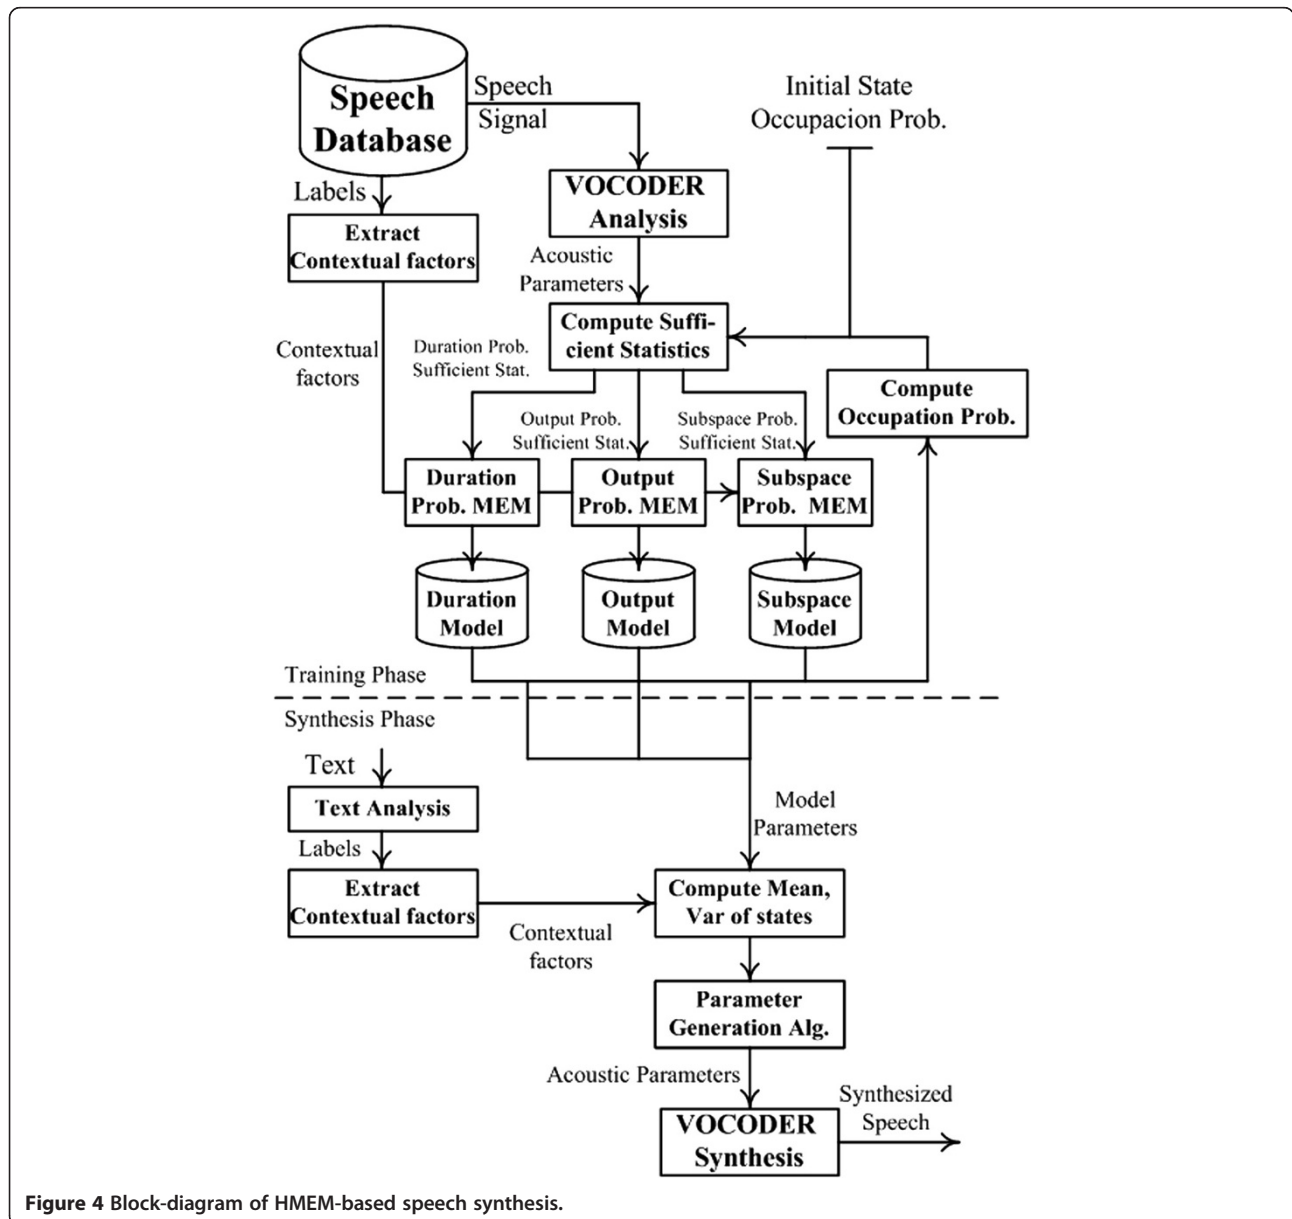 Speech
Database
Speech
Signal
Initial State
Occupacion Prob.
Labels
VOCODER
Analysis
Extract
Contextual factors
Acoustic
Parameters
Compute Suffi-
cient Statistics
Contextual
factors
Duration Prob.
Sufficient Stat.
Compute
Occupation Prob.
Output Prob.
Sufficient Stat.
Subspace Prob.
Sufficient Stat.
Duration
Prob. MEM
Output
Prob. MEM
Subspace
Prob. MEM
Duration
Model
Output
Model
Subspace
Model
Training Phase
Synthesis Phase
Text
Text Analysis
Labels
Model
Parameters
Extract
Contextual factors
Compute Mean,
Var of states
Contextual
factors
Parameter
Generation Alg.
Acoustic Parameters
VOCODER
Synthesis
Synthesized
Speech
Figure 4 Block-diagram of HMEM-based speech synthesis.